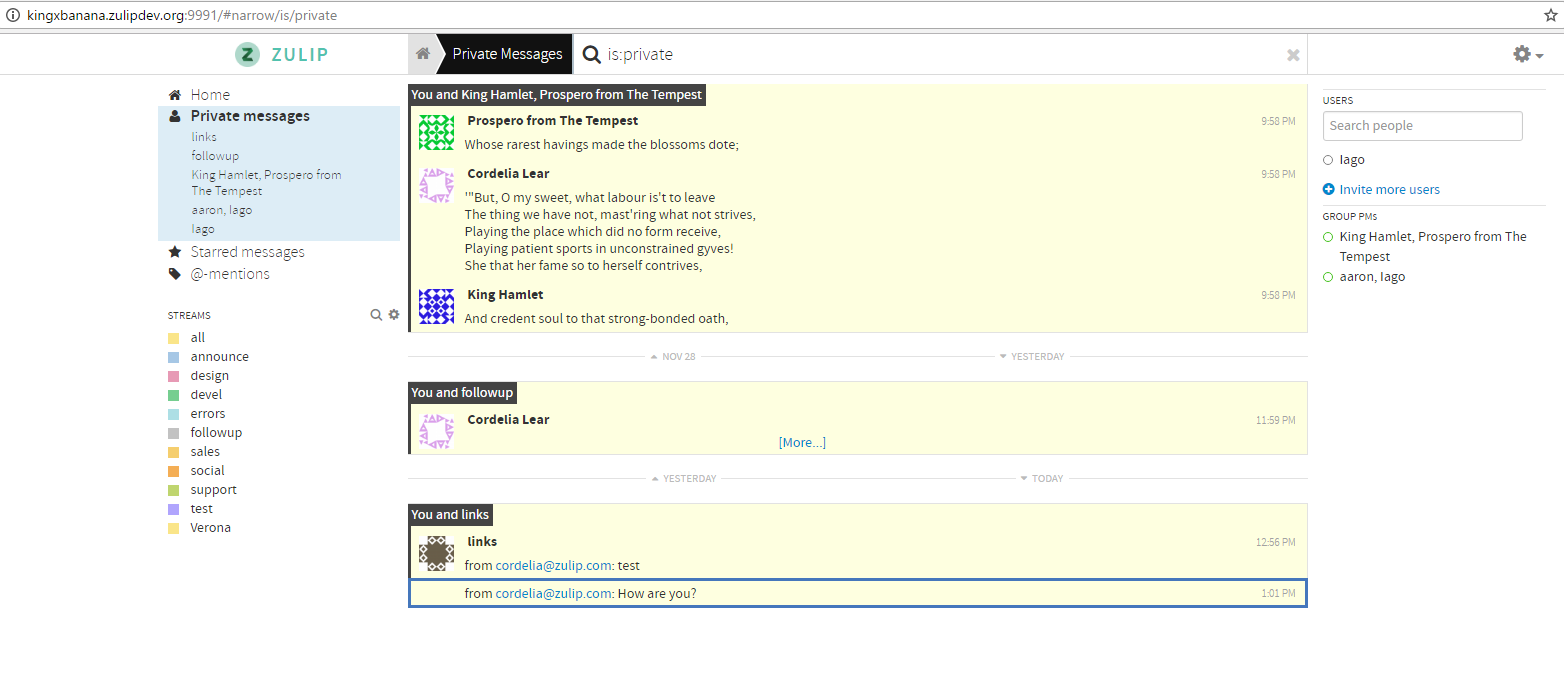 kingxbanana.zulipdev.org:9991/#narrow/is/private
ZULIP
Private Messages
is:private
Home
Private messages
links
followup
King Hamlet, Prospero from
The Tempest
aaron, Iago
Iago
Starred messages
@-mentions
STREAMS
all
announce
design
devel
errors
followup
sales
social
support
test
Verona
You and King Hamlet, Prospero from The Tempest
Prospero from The Tempest 9:58 PM
Whose rarest havings made the blossoms dote;
Cordelia Lear 9:58 PM
'"But, O my sweet, what labour is't to leave
The thing we have not, mast'ring what not strives,
Playing the place which did no form receive,
Playing patient sports in unconstrained gyves!
She that her fame so to herself contrives,
King Hamlet 9:58 PM
And credent soul to that strong-bonded oath,
NOV 28 YESTERDAY
You and followup
Cordelia Lear 11:59 PM
[More...]
YESTERDAY TODAY
You and links
links 12:56 PM
from cordelia@zulip.com: test
from cordelia@zulip.com: How are you? 1:01 PM
USERS
Search people
Iago
Invite more users
GROUP PMs
King Hamlet, Prospero from The
Tempest
aaron, Iago